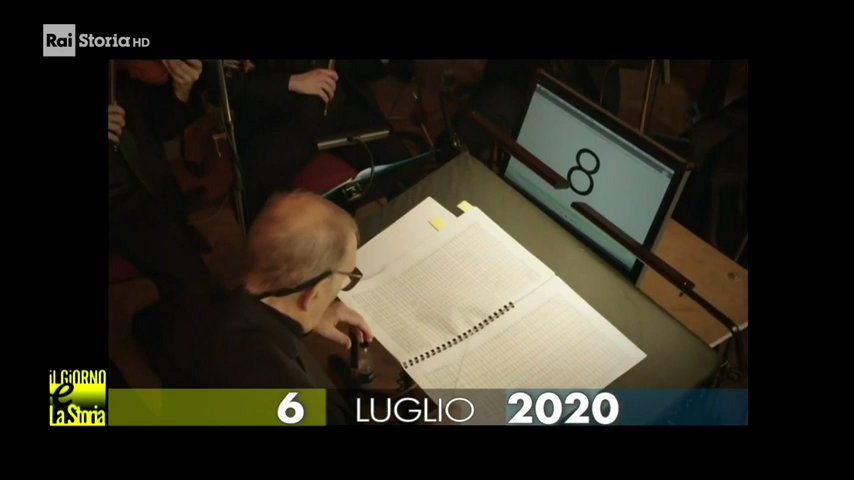 Rai Storia HD
8
iL GiORNO
e
La Storia
6 LUGLIO 2020